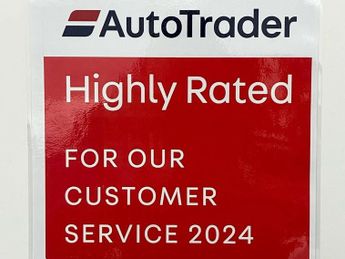 AutoTrader
Highly Rated
FOR OUR
CUSTOMER
SERVICE 2024